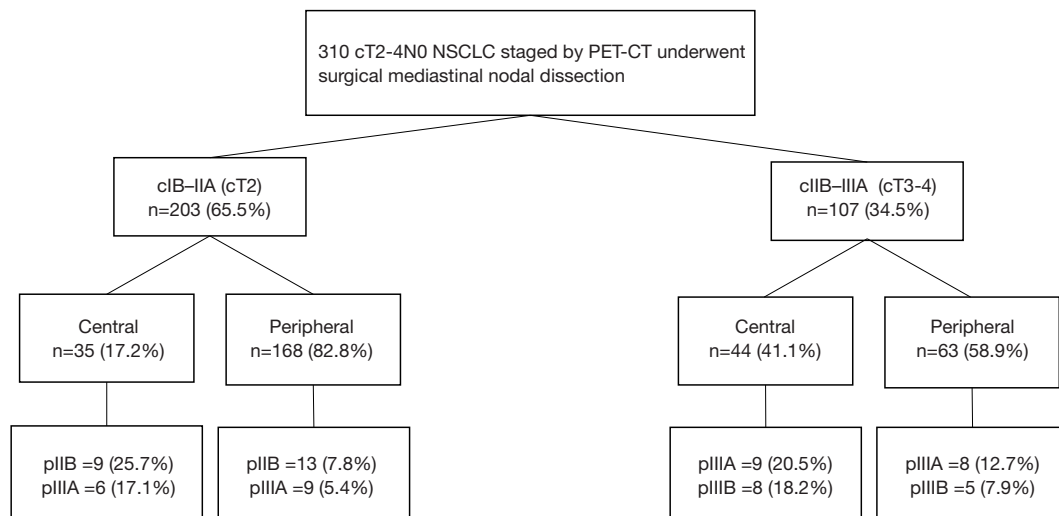 310 cT2-4N0 NSCLC staged by PET-CT underwent
surgical mediastinal nodal dissection
cIB–IIA (cT2)
n=203 (65.5%)
cIIB–IIIA (cT3-4)
n=107 (34.5%)
Central
n=35 (17.2%)
Peripheral
n=168 (82.8%)
Central
n=44 (41.1%)
Peripheral
n=63 (58.9%)
pIIB =9 (25.7%)
pIIIA =6 (17.1%)
pIIB =13 (7.8%)
pIIIA =9 (5.4%)
pIIIA =9 (20.5%)
pIIIB =8 (18.2%)
pIIIA =8 (12.7%)
pIIIB =5 (7.9%)